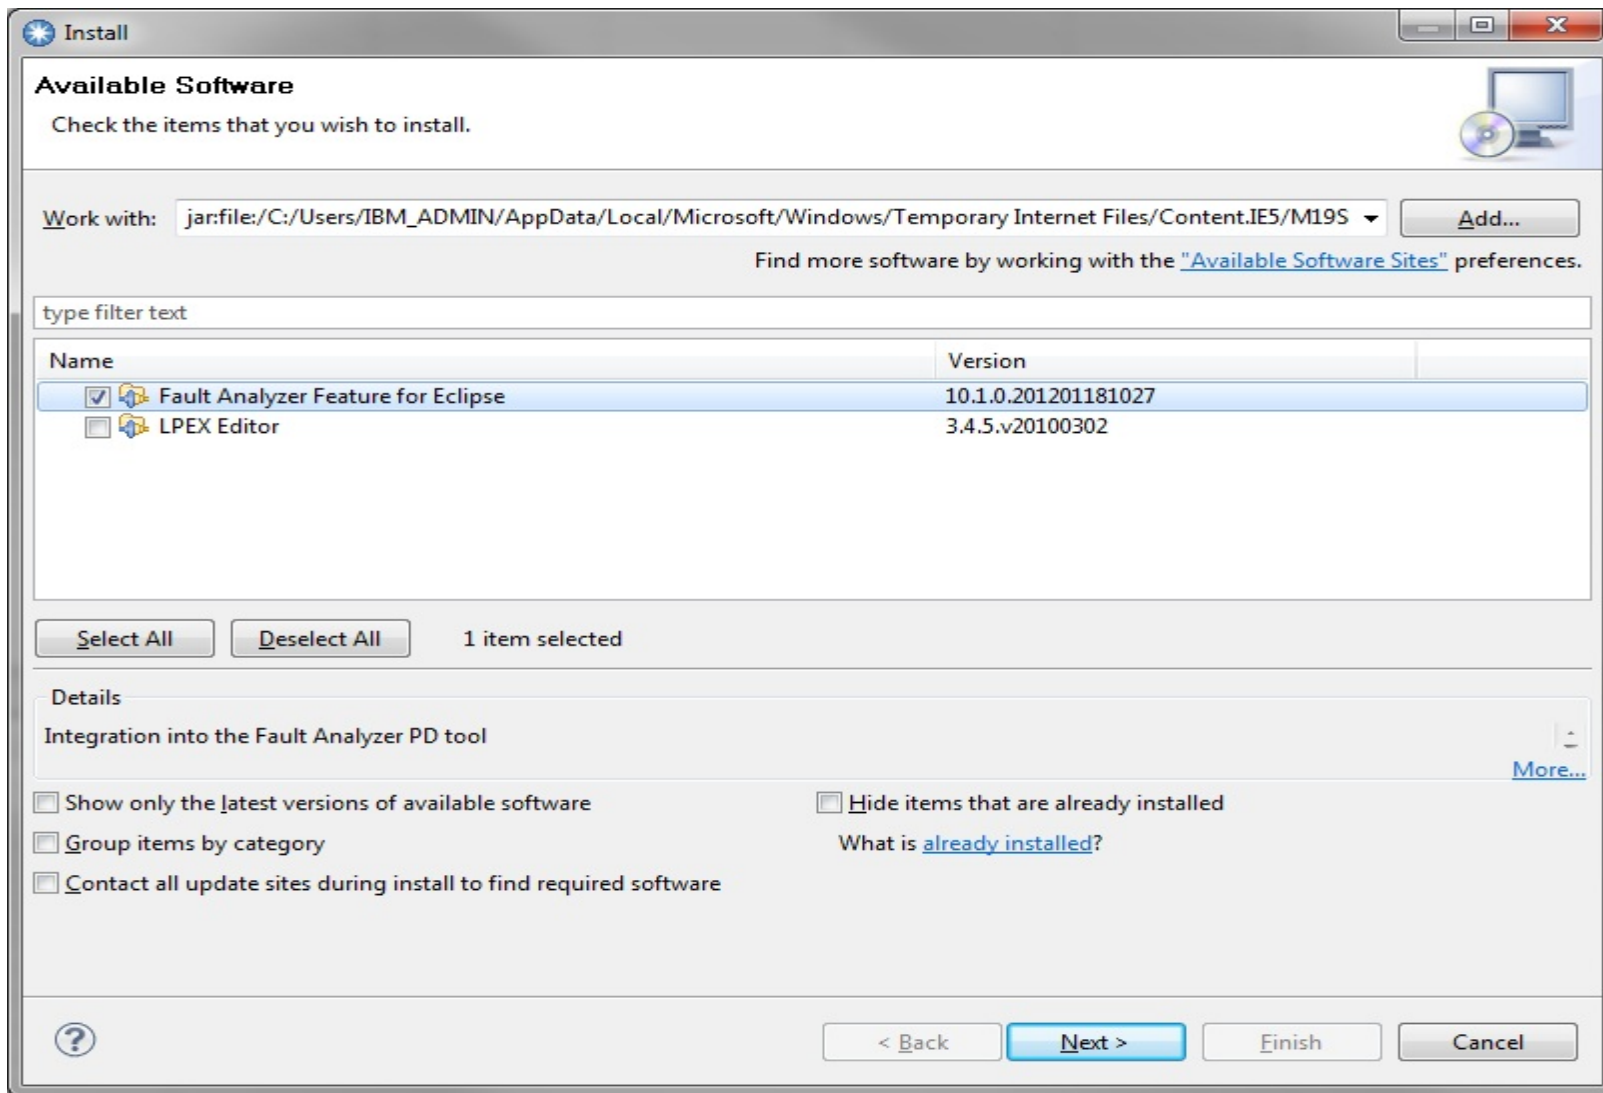 Install
Available Software
Check the items that you wish to install.
Work with: jar:file:/C:/Users/IBM_ADMIN/AppData/Local/Microsoft/Windows/Temporary Internet Files/Content.IE5/M19S Add...
Find more software by working with the "Available Software Sites" preferences.
type filter text
Name Version
Fault Analyzer Feature for Eclipse 10.1.0.201201181027
LPEX Editor 3.4.5.v20100302
Select All Deselect All 1 item selected
Details
Integration into the Fault Analyzer PD tool
More...
Show only the latest versions of available software Hide items that are already installed
Group items by category What is already installed?
Contact all update sites during install to find required software
? < Back Next > Finish Cancel